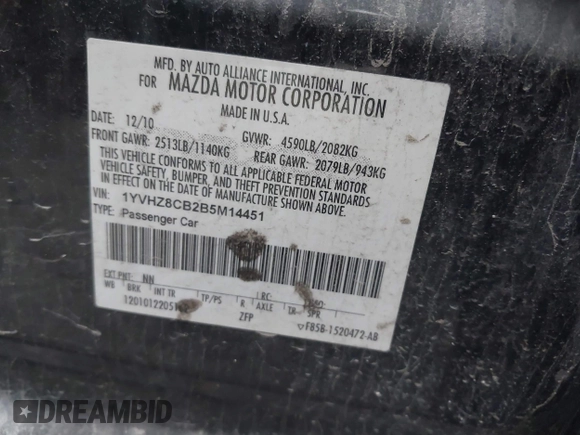 MFD. BY AUTO ALLIANCE INTERNATIONAL, INC.
FOR MAZDA MOTOR CORPORATION
MADE IN U.S.A.
DATE: 12/10 GVWR: 4590LB/2082KG
FRONT GAWR: 2513LB/1140KG REAR GAWR: 2079LB/943KG
THIS VEHICLE CONFORMS TO ALL APPLICABLE FEDERAL MOTOR
VEHICLE SAFETY, BUMPER, AND THEFT PREVENTION STANDARDS
IN EFFECT ON THE DATE OF MANUFACTURE SHOWN ABOVE.
VIN: 1YVHZ8CB2B5M14451
TYPE: Passenger Car
EXT PNT: NN RC:
WB BRK INT TR TP/PS R AXLE TR SPR
1201012205 ZFP
▽F85B-1520472-AB
DREAMBID